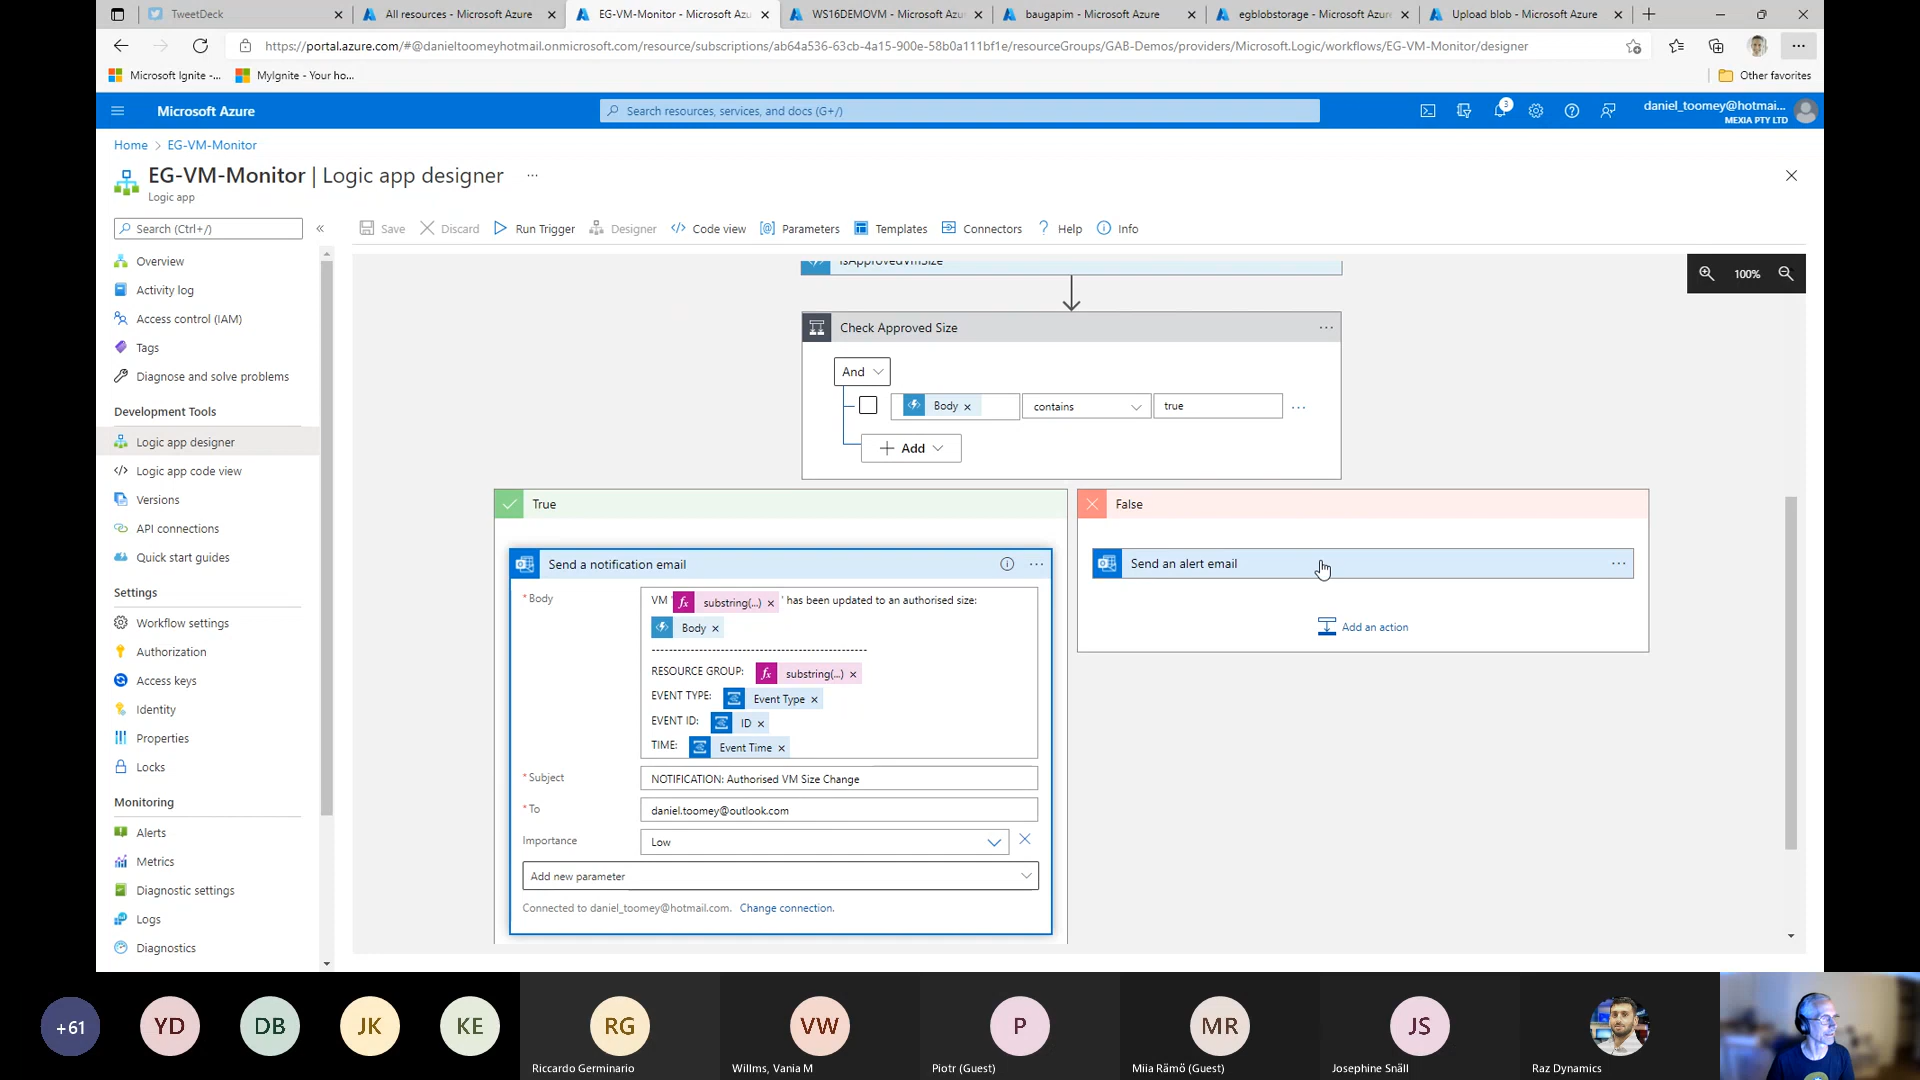 TweetDeck
All resources - Microsoft Azure
EG-VM-Monitor - Microsoft Azu
WS16DEMOVM - Microsoft Azure
baugapim - Microsoft Azure
egblobstorage - Microsoft Azure
Upload blob - Microsoft Azure
https://portal.azure.com/#@danieltoomeyhotmail.onmicrosoft.com/resource/subscriptions/ab64a536-63cb-4a15-900e-58b0a111bf1e/resourceGroups/GAB-Demos/providers/Microsoft.Logic/workflows/EG-VM-Monitor/designer
Microsoft Ignite -...
MyIgnite - Your ho...
Other favorites
Microsoft Azure
Search resources, services, and docs (G+/)
3
daniel_toomey@hotmai...
MEXIA PTY LTD
Home > EG-VM-Monitor
EG-VM-Monitor | Logic app designer ...
Logic app
Search (Ctrl+/)
«
Save
Discard
Run Trigger
Designer
Code view
Parameters
Templates
Connectors
Help
Info
Overview
Activity log
Access control (IAM)
Tags
Diagnose and solve problems
Development Tools
Logic app designer
Logic app code view
Versions
API connections
Quick start guides
Settings
Workflow settings
Authorization
Access keys
Identity
Properties
Locks
Monitoring
Alerts
Metrics
Diagnostic settings
Logs
Diagnostics
IsApprovedVmSize
100%
Check Approved Size
And
Body ×
contains
true
+ Add
True
False
Send a notification email
* Body
VM ' fx substring(...) × ' has been updated to an authorised size:
Body ×
--------------------------------------------------
RESOURCE GROUP: fx substring(...) ×
EVENT TYPE: Event Type ×
EVENT ID: ID ×
TIME: Event Time ×
* Subject
NOTIFICATION: Authorised VM Size Change
* To
daniel.toomey@outlook.com
Importance
Low
Add new parameter
Connected to daniel_toomey@hotmail.com. Change connection.
Send an alert email
Add an action
+61
YD
DB
JK
KE
RG
Riccardo Germinario
VW
Willms, Vania M
P
Piotr (Guest)
MR
Miia Rämö (Guest)
JS
Josephine Snäll
Raz Dynamics